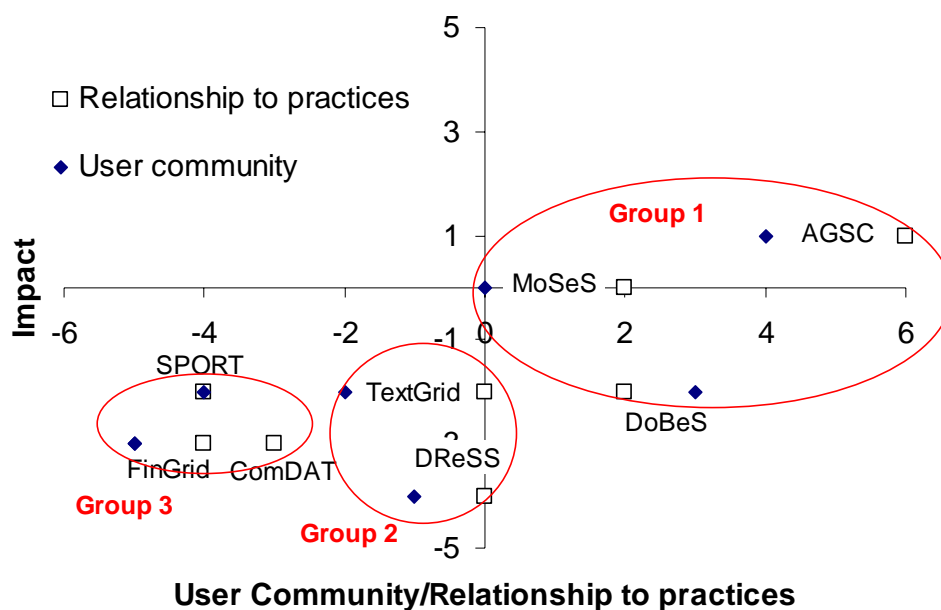 5
Relationship to practices
3
User community
Group 1
1
AGSC
Impact
MoSeS
-6 -4 -2 0 2 4 6
-1
SPORT
TextGrid
DoBeS
DReSS
FinGrid ComDAT
Group 3
Group 2
-5
User Community/Relationship to practices